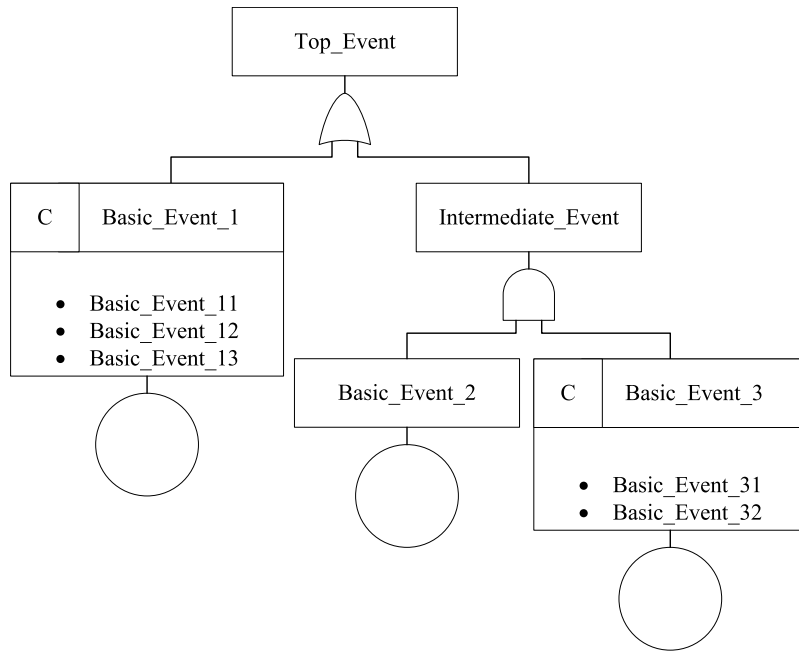 Top_Event
C Basic_Event_1
Intermediate_Event
• Basic_Event_11
• Basic_Event_12
• Basic_Event_13
Basic_Event_2
C Basic_Event_3
• Basic_Event_31
• Basic_Event_32